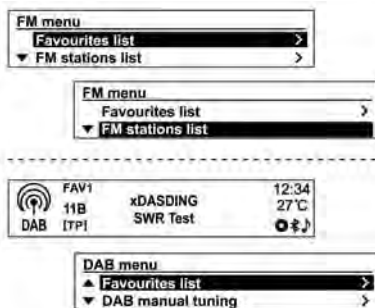 FM menu
Favourites list >
▼ FM stations list >
FM menu
Favourites list >
▼ FM stations list
FAV1 12:34
11B xDASDING 27℃
DAB [TP] SWR Test
DAB menu
▲ Favourites list >
▼ DAB manual tuning >